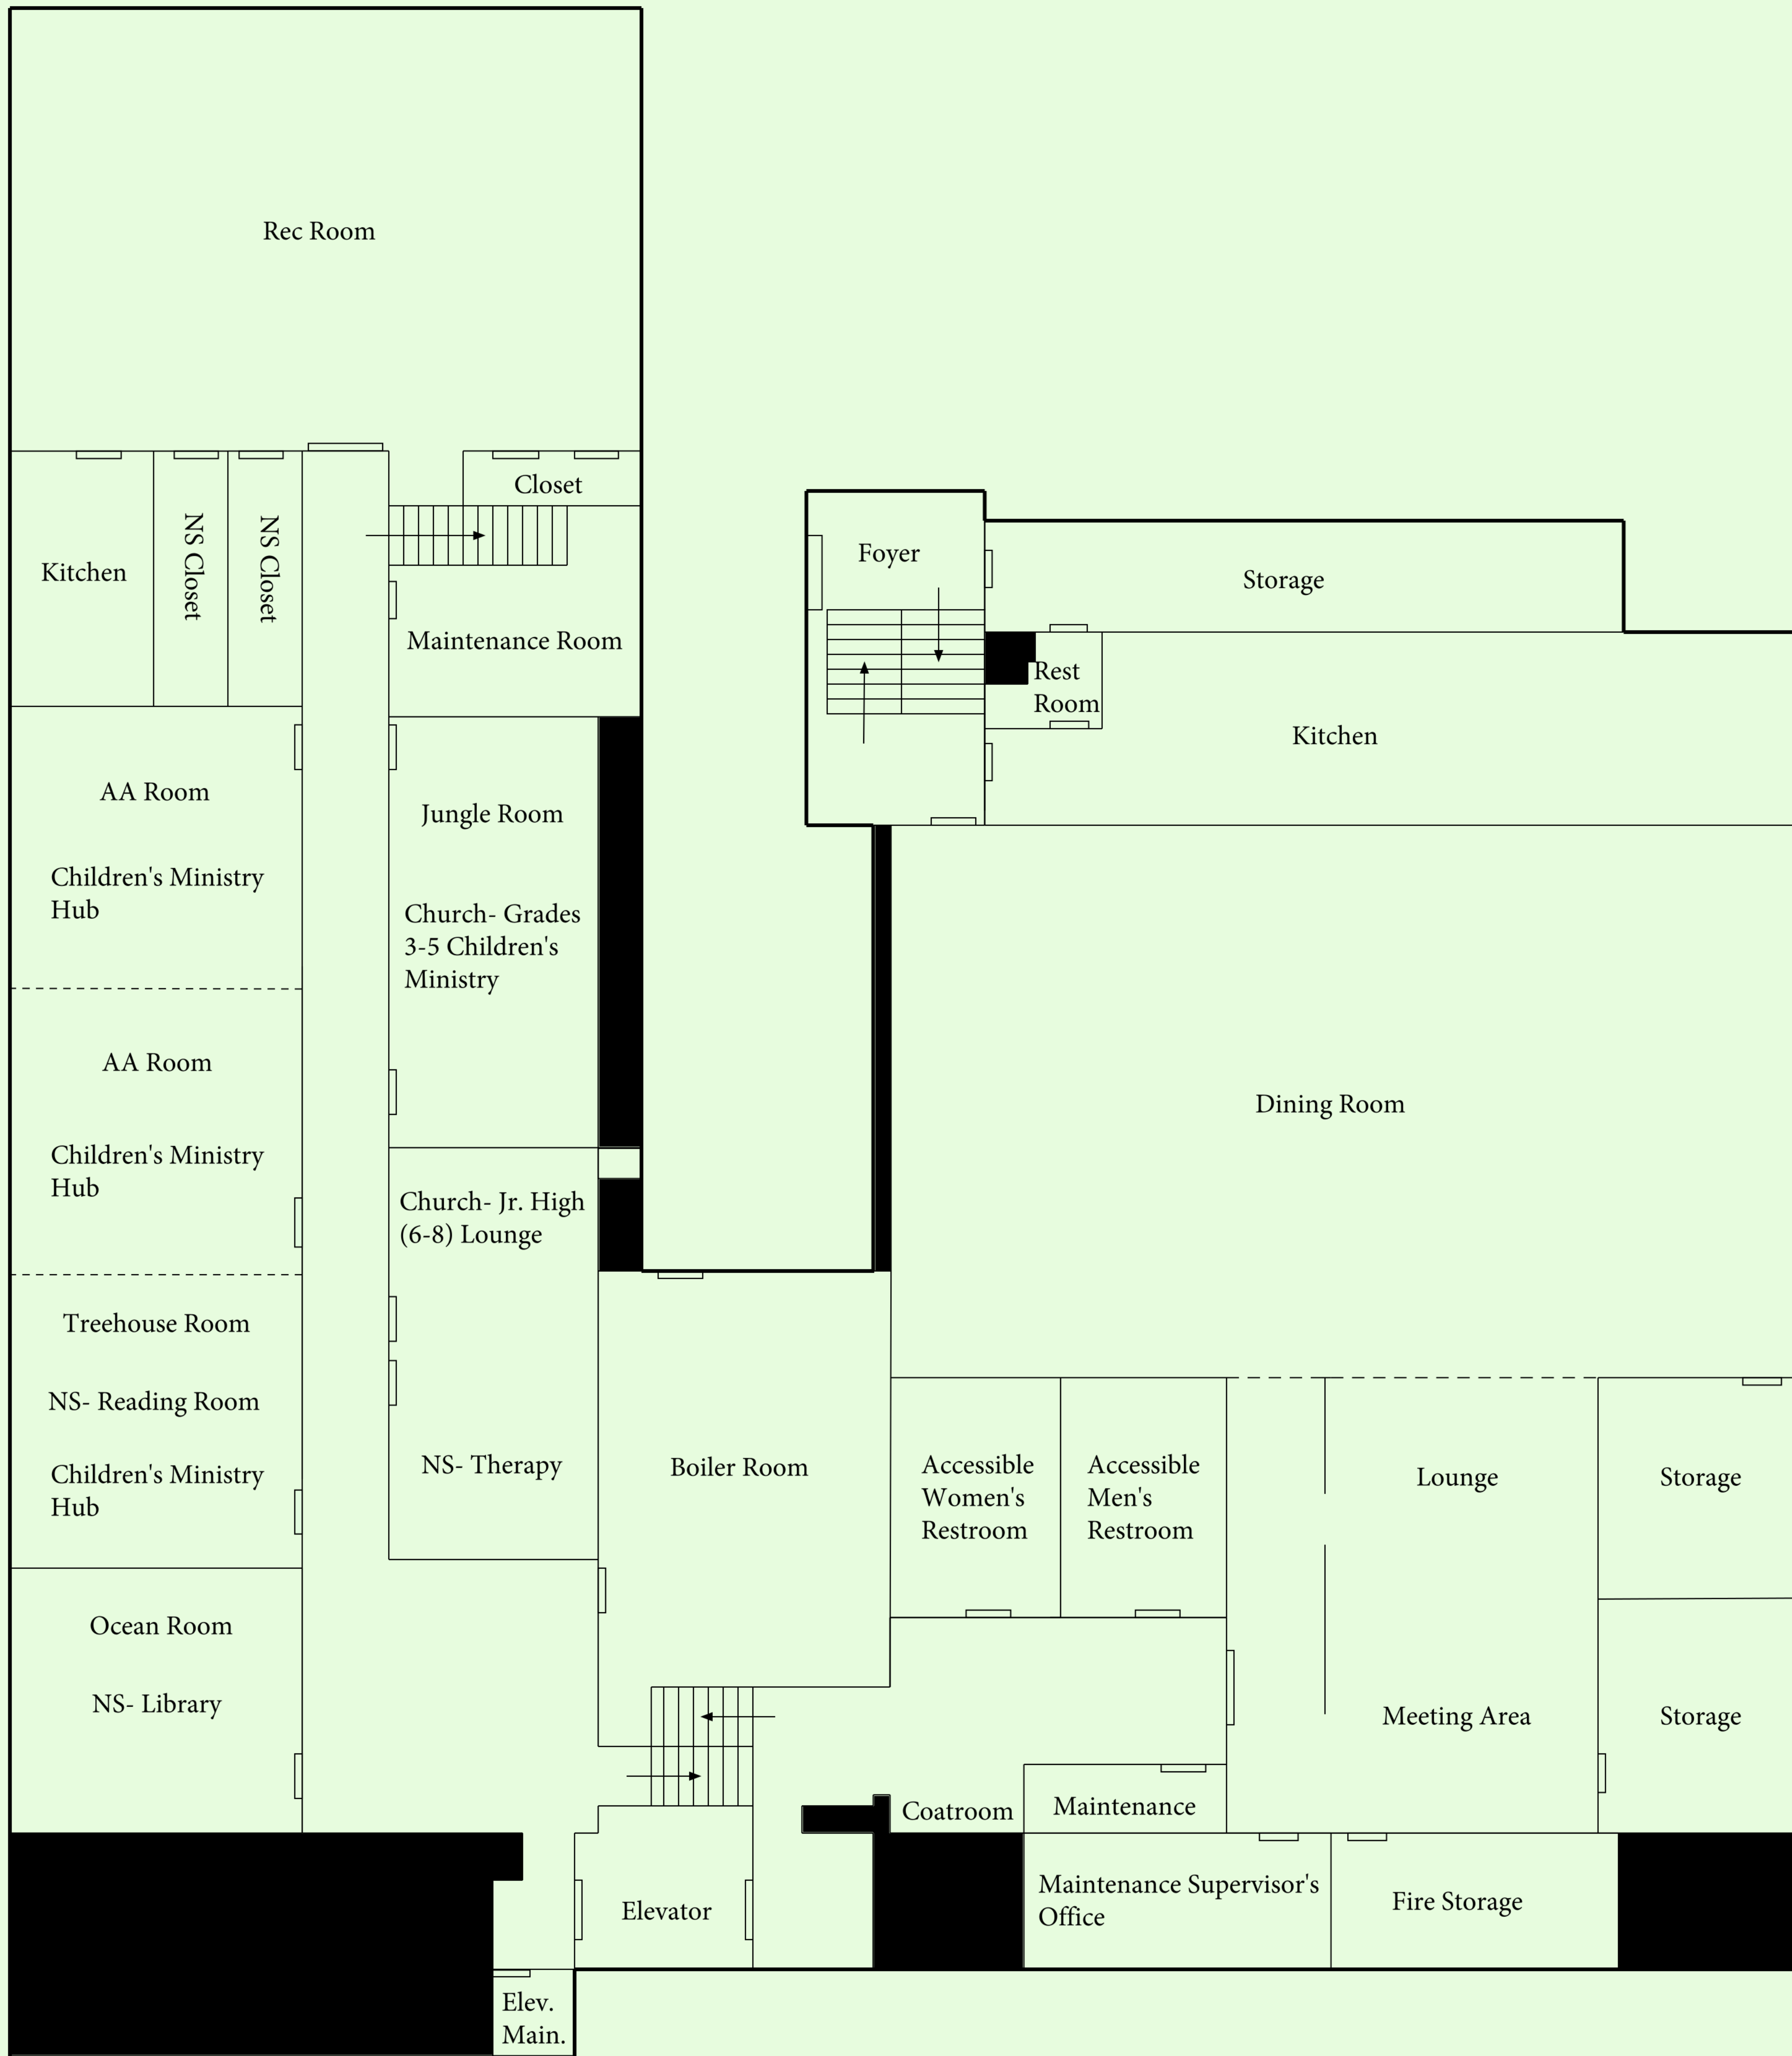 Rec Room
Closet
Kitchen
NS Closet
NS Closet
Maintenance Room
Foyer
Storage
Rest
Room
Kitchen
AA Room
Children's Ministry
Hub
Jungle Room
Church- Grades
3-5 Children's
Ministry
AA Room
Children's Ministry
Hub
Dining Room
Church- Jr. High
(6-8) Lounge
Treehouse Room
NS- Reading Room
Children's Ministry
Hub
NS- Therapy
Boiler Room
Accessible
Women's
Restroom
Accessible
Men's
Restroom
Lounge
Storage
Ocean Room
NS- Library
Meeting Area
Storage
Coatroom
Maintenance
Elevator
Maintenance Supervisor's
Office
Fire Storage
Elev.
Main.